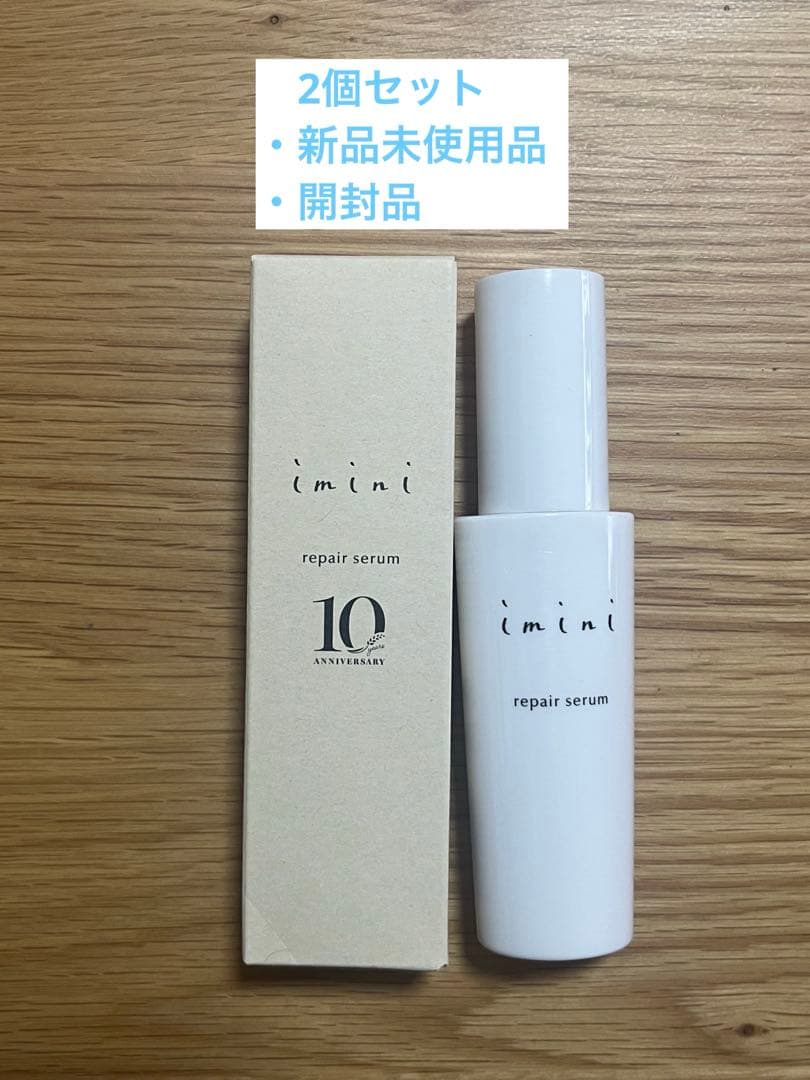 2個セット
・新品未使用品
・開封品
imini
repair serum
10
years
ANNIVERSARY
imini
repair serum